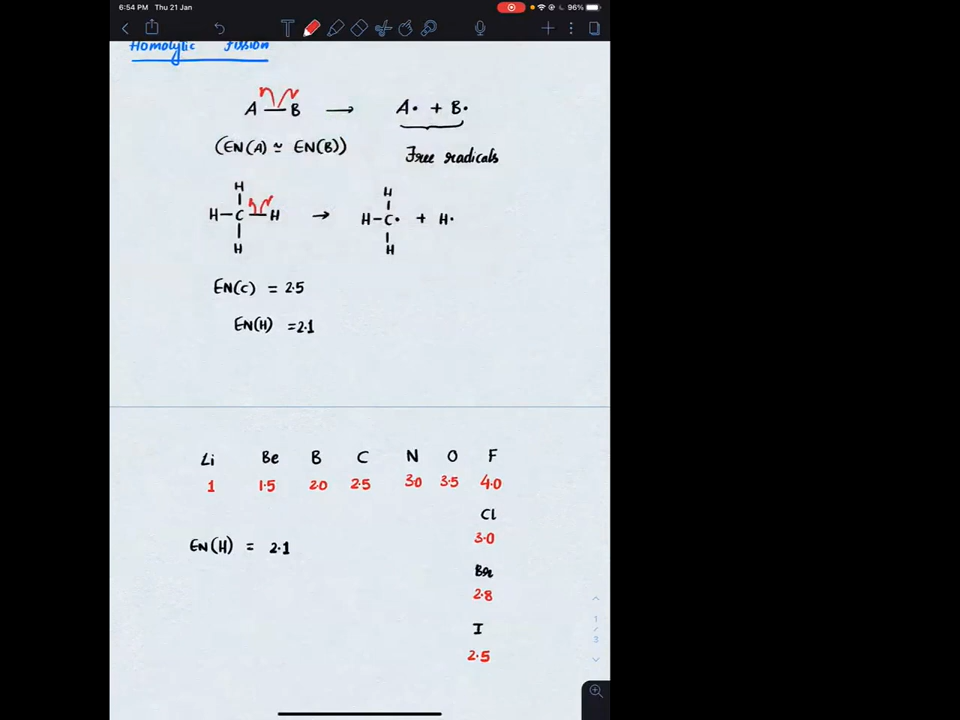 6:54 PM Thu 21 Jan
96%
Homolytic Fission
A — B → A• + B•
(EN(A) ≃ EN(B))
Free radicals
H H
H–C–H → H–C• + H•
H H
EN(C) = 2.5
EN(H) = 2.1
Li Be B C N O F
1 1.5 2.0 2.5 3.0 3.5 4.0
Cl
3.0
EN(H) = 2.1
Br
2.8
I
2.5
1
/
3